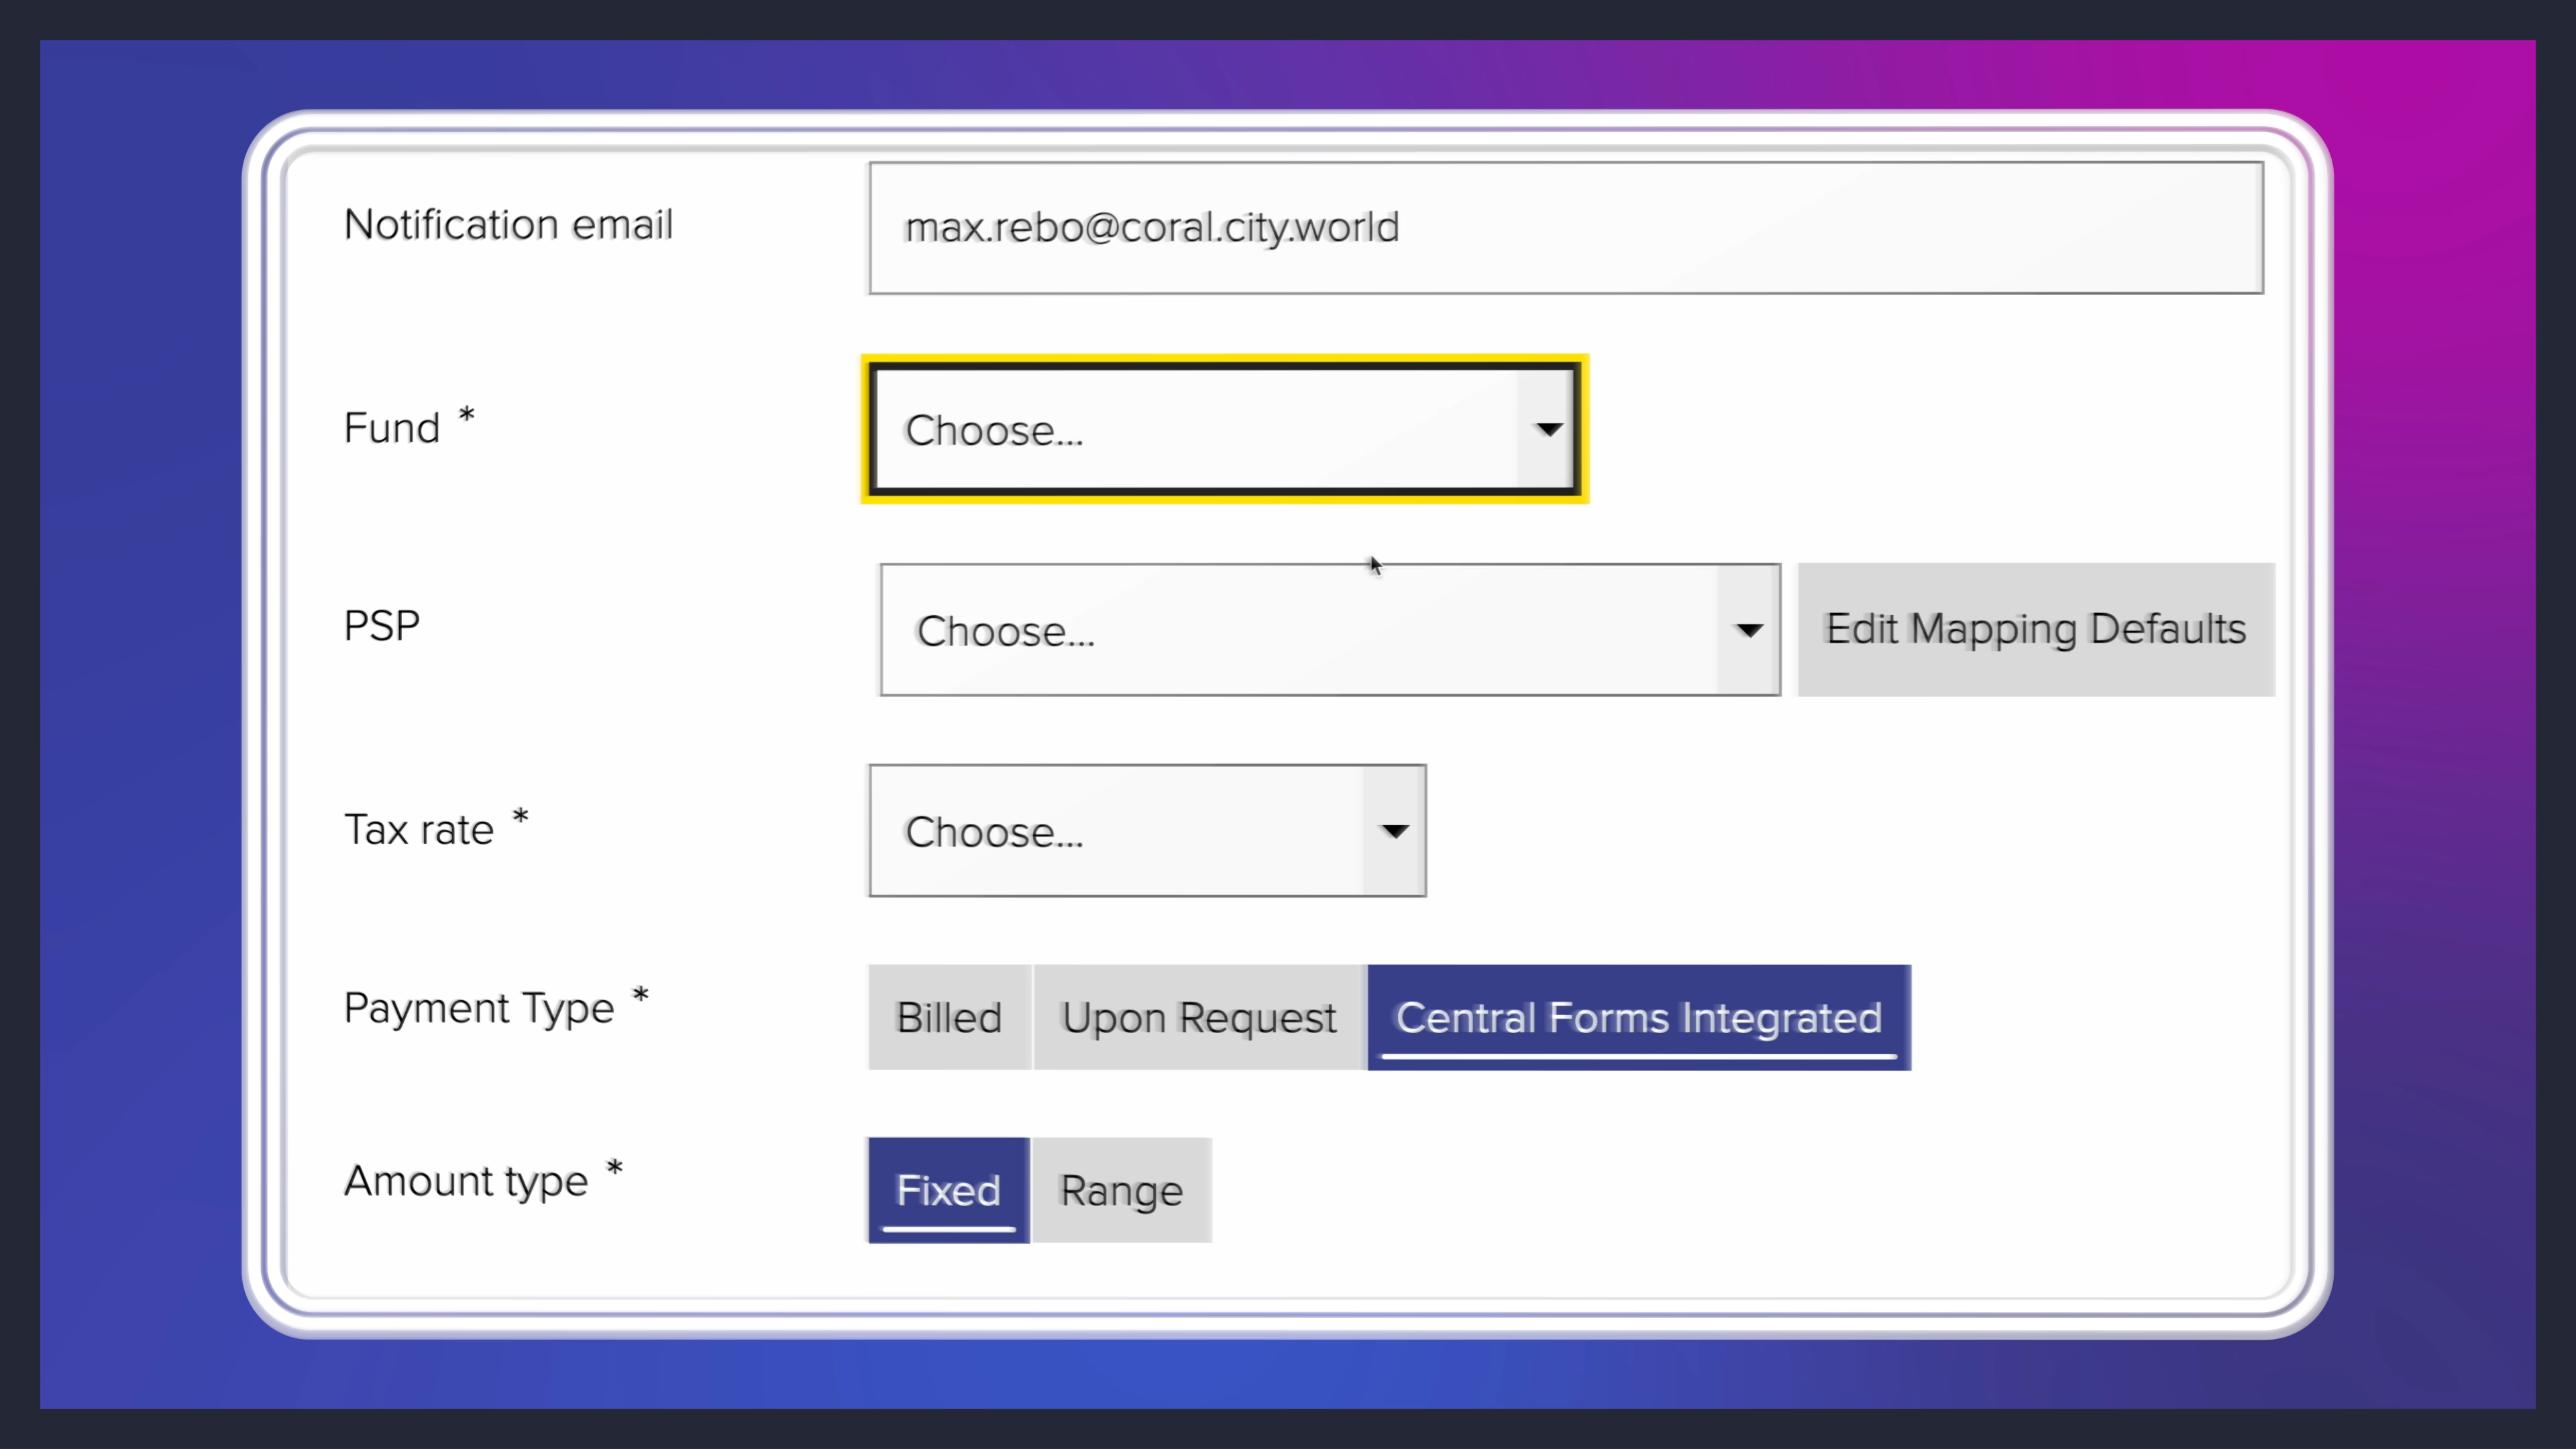 Notification email
max.rebo@coral.city.world
Fund *
Choose...
PSP
Choose...
Edit Mapping Defaults
Tax rate *
Choose...
Payment Type *
Billed
Upon Request
Central Forms Integrated
Amount type *
Fixed
Range